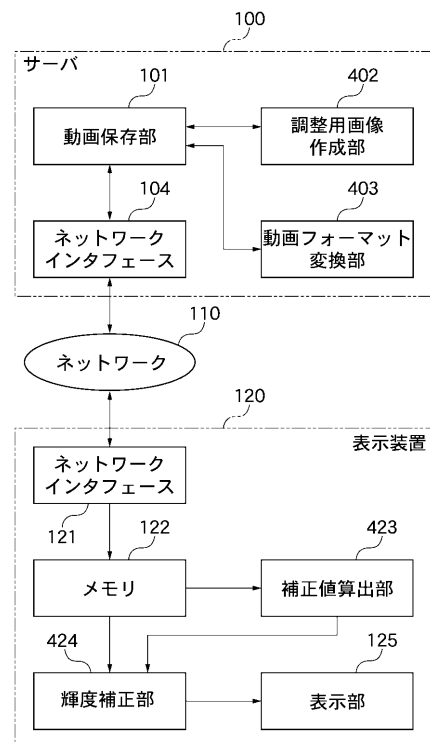 100
サーバ
101
402
動画保存部
調整用画像
作成部
104
403
ネットワーク
インタフェース
動画フォーマット
変換部
110
ネットワーク
120
表示装置
ネットワーク
インタフェース
121
122
423
メモリ
補正値算出部
424
125
輝度補正部
表示部